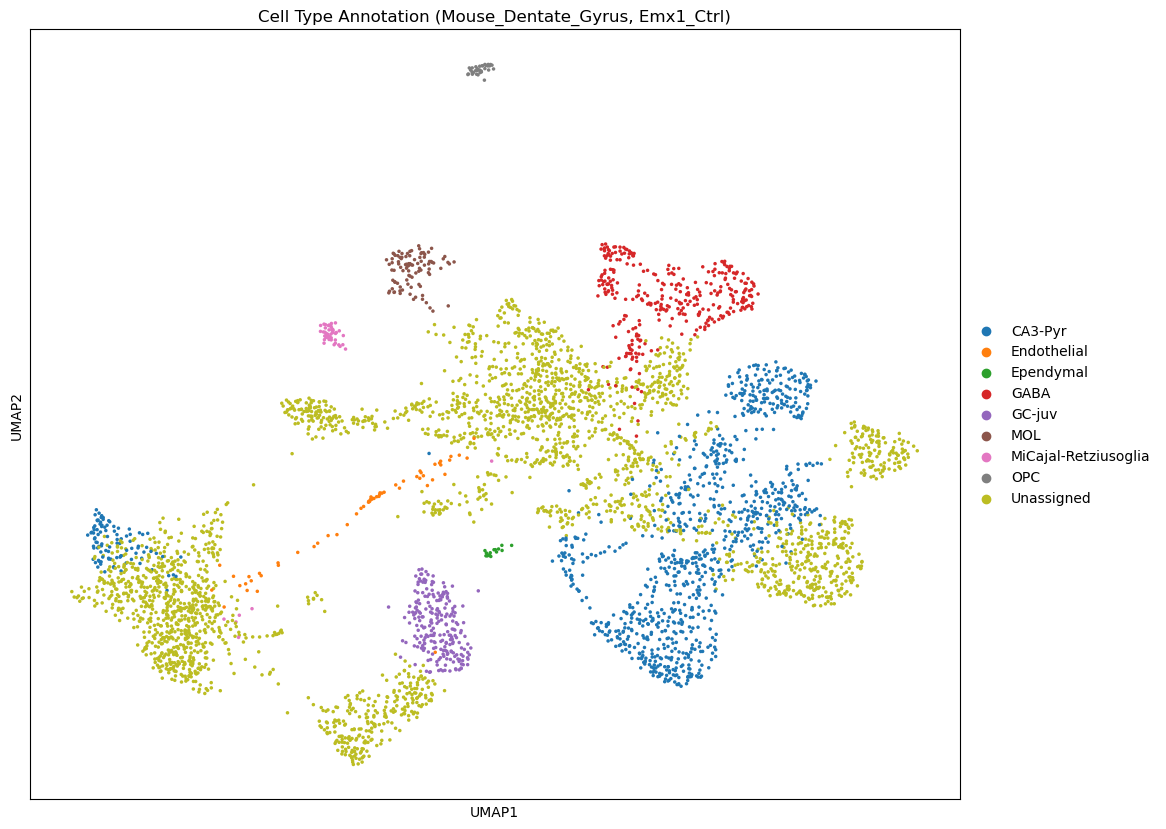 Cell Type Annotation (Mouse_Dentate_Gyrus, Emx1_Ctrl)
UMAP2
CA3-Pyr
Endothelial
Ependymal
GABA
GC-juv
MOL
MiCajal-Retziusoglia
OPC
Unassigned
UMAP1